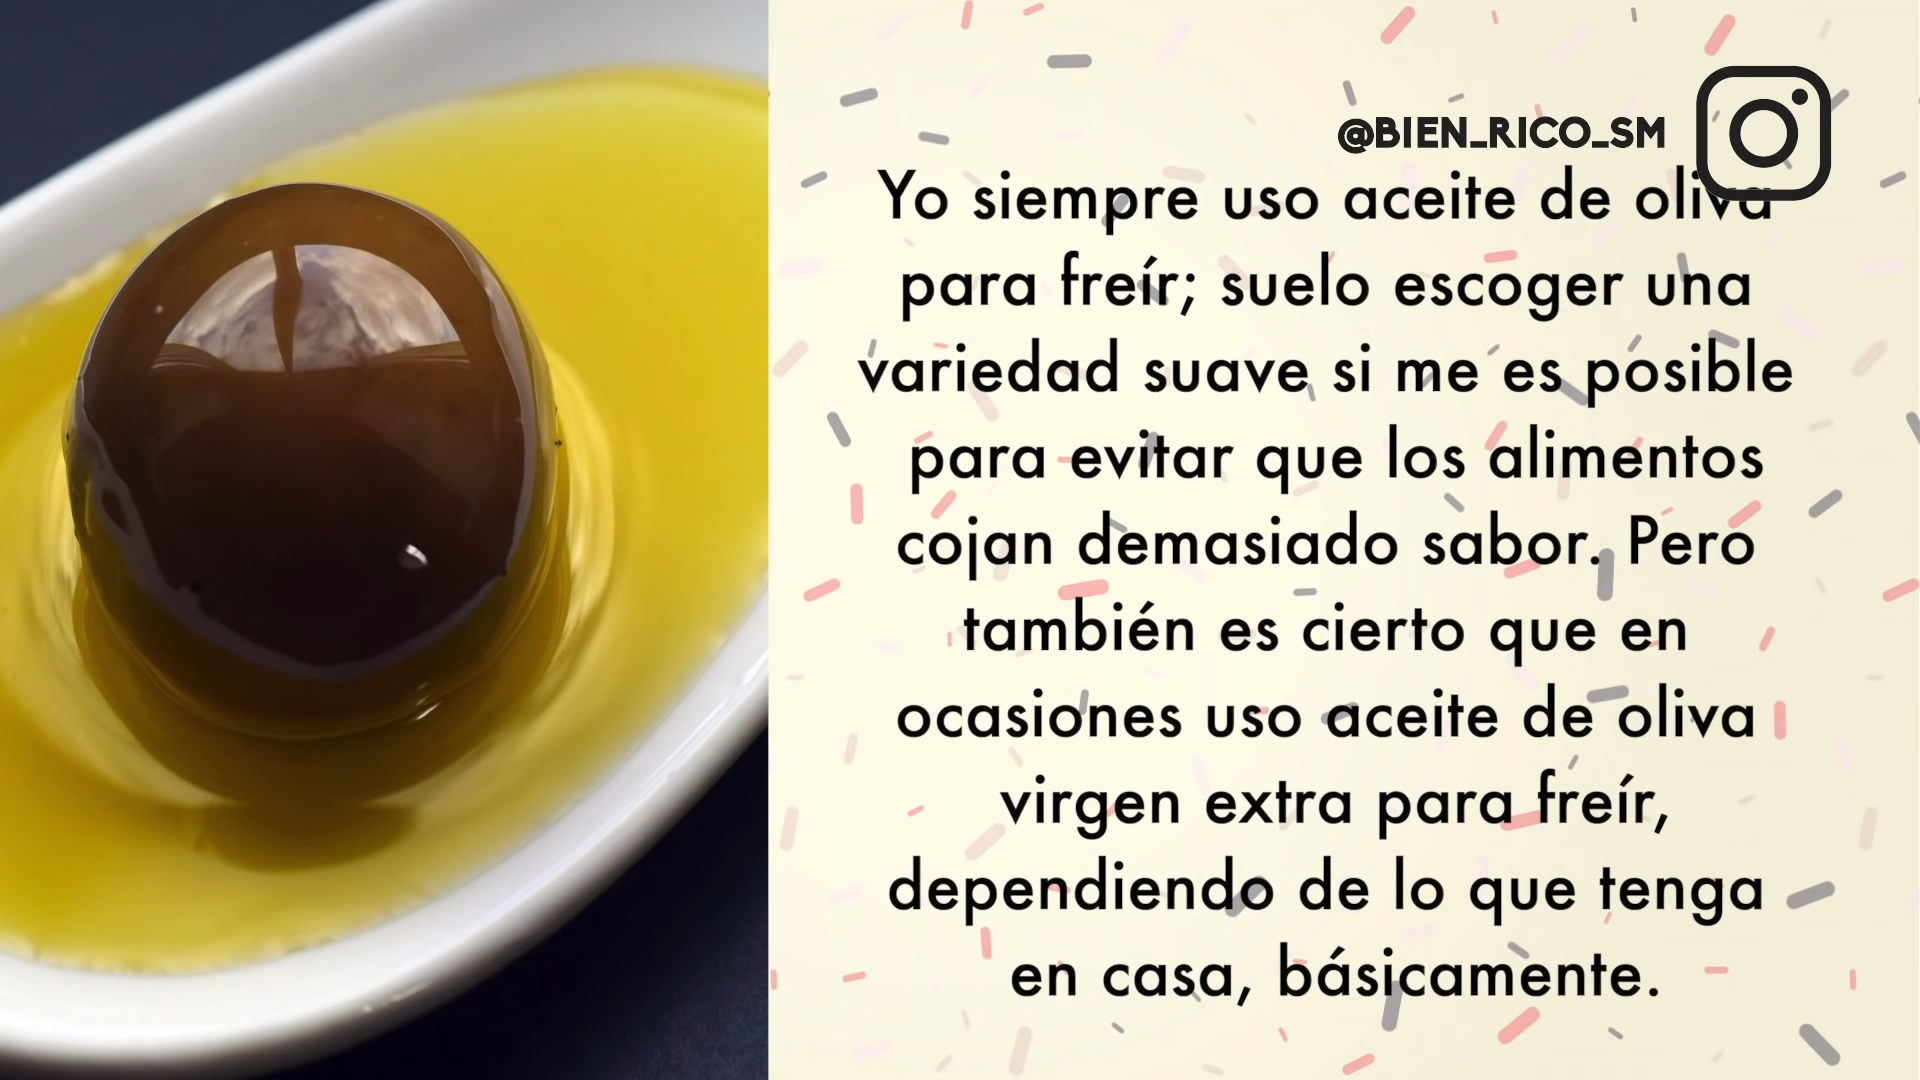 @BIEN_RICO_SM
Yo siempre uso aceite de oliva
para freír; suelo escoger una
variedad suave si me es posible
para evitar que los alimentos
cojan demasiado sabor. Pero
también es cierto que en
ocasiones uso aceite de oliva
virgen extra para freír,
dependiendo de lo que tenga
en casa, básicamente.